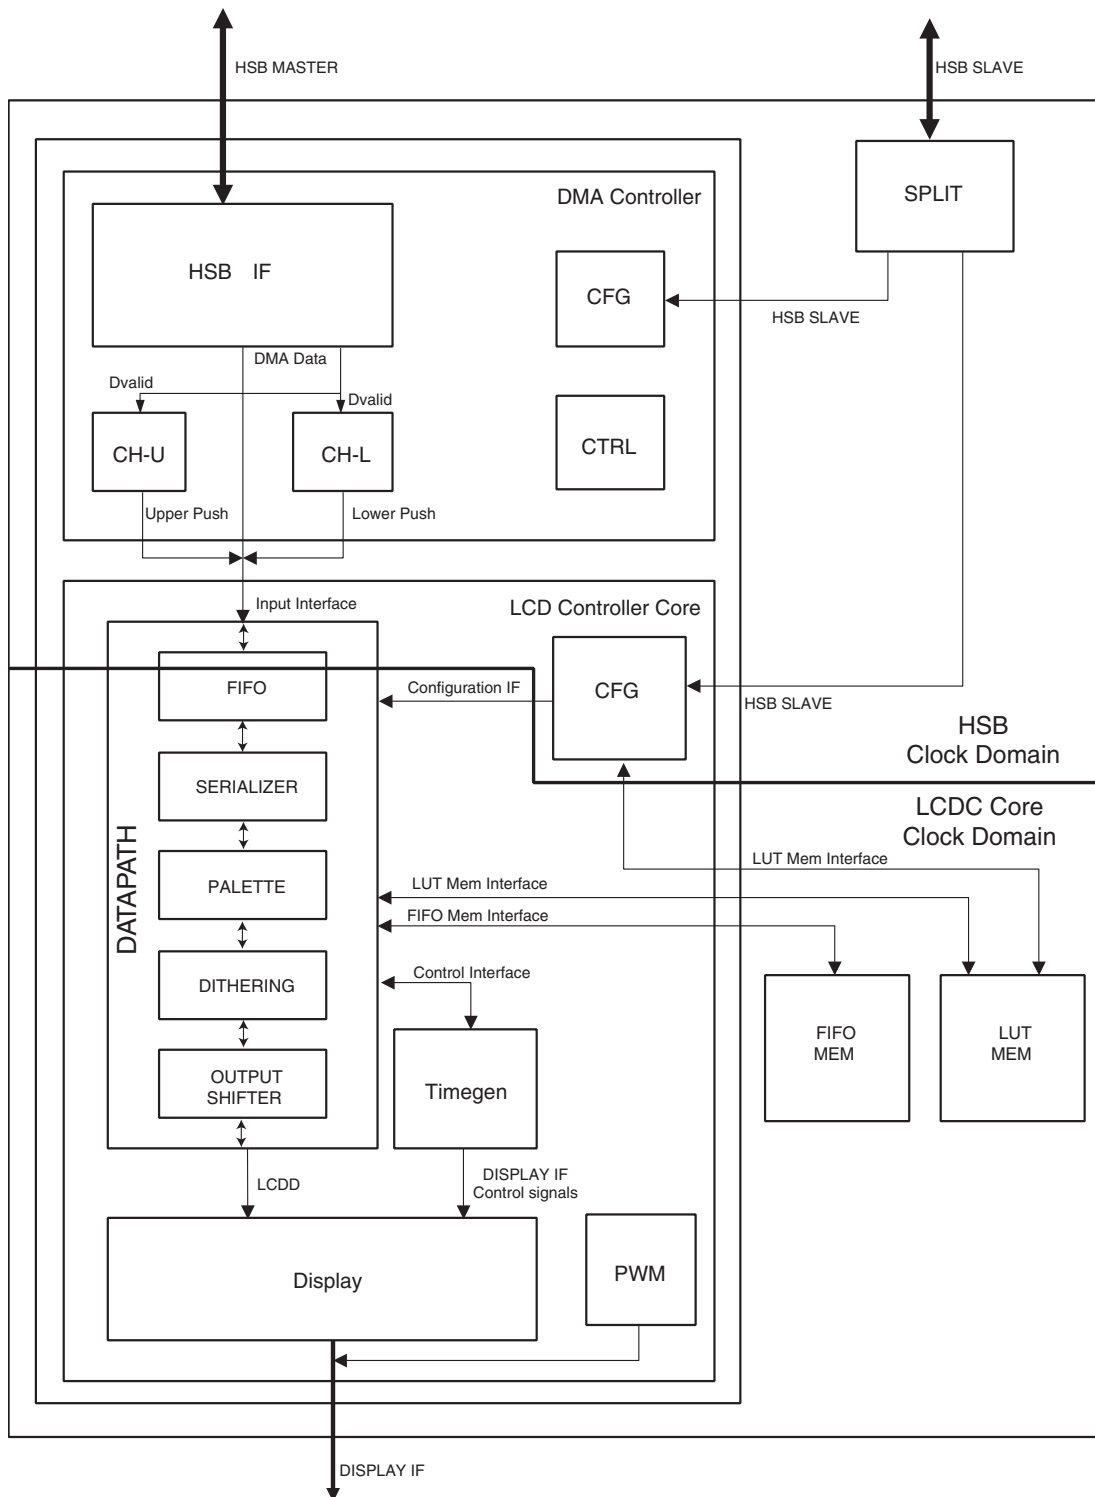 HSB MASTER
HSB SLAVE
DMA Controller
SPLIT
HSB IF
CFG
HSB SLAVE
DMA Data
Dvalid
Dvalid
CH-U
CH-L
CTRL
Upper Push
Lower Push
Input Interface
LCD Controller Core
FIFO
Configuration IF
CFG
HSB SLAVE
HSB
Clock Domain
SERIALIZER
LCDC Core
Clock Domain
DATAPATH
PALETTE
LUT Mem Interface
LUT Mem Interface
FIFO Mem Interface
DITHERING
Control Interface
FIFO
MEM
LUT
MEM
OUTPUT
SHIFTER
Timegen
LCDD
DISPLAY IF
Control signals
Display
PWM
DISPLAY IF